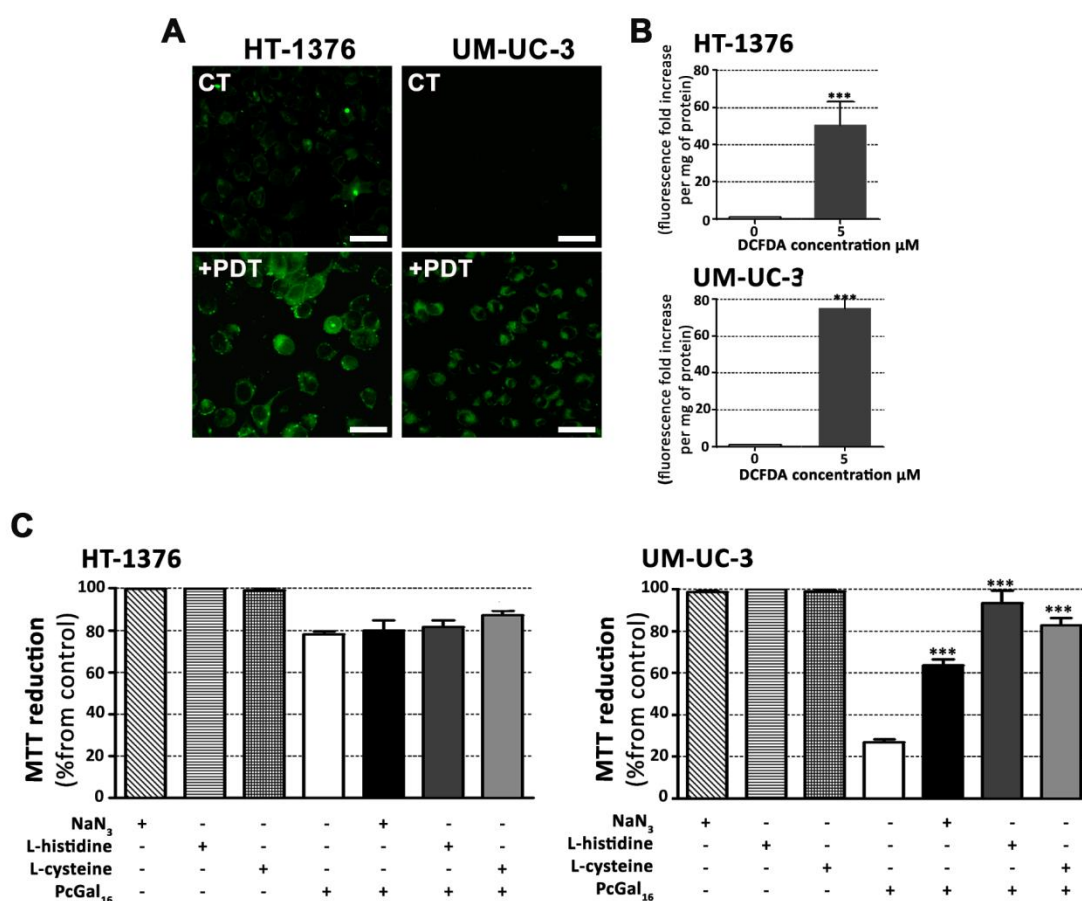 A
HT-1376
UM-UC-3
CT
CT
+PDT
+PDT
B
HT-1376
(fluorescence fold increase
per mg of protein)
80
60
40
20
0
***
0
5
DCFDA concentration µM
UM-UC-3
(fluorescence fold increase
per mg of protein)
80
60
40
20
0
***
0
5
DCFDA concentration µM
C
HT-1376
MTT reduction
(%from control)
100
80
60
40
20
0
NaN₃ + - - - + - -
L-histidine - + - - - + -
L-cysteine - - + - - - +
PcGal₁₆ - - - + + + +
UM-UC-3
MTT reduction
(%from control)
100
80
60
40
20
0
***
***
***
NaN₃ + - - - + - -
L-histidine - + - - - + -
L-cysteine - - + - - - +
PcGal₁₆ - - - + + + +